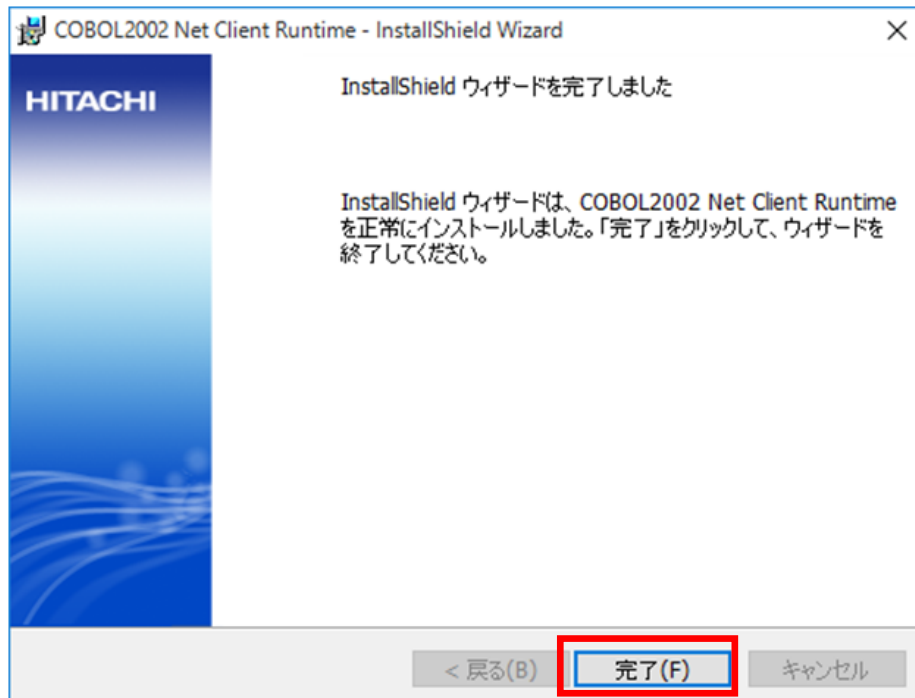 COBOL2002 Net Client Runtime - InstallShield Wizard
HITACHI
InstallShield ウィザードを完了しました
InstallShield ウィザードは、COBOL2002 Net Client Runtime
を正常にインストールしました。「完了」をクリックして、ウィザードを
終了してください。
< 戻る(B)
完了(F)
キャンセル